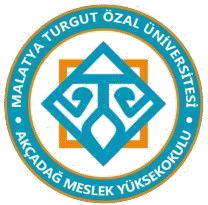 MALATYA TURGUT ÖZAL ÜNİVERSİTESİ
AKÇADAĞ MESLEK YÜKSEKOKULU